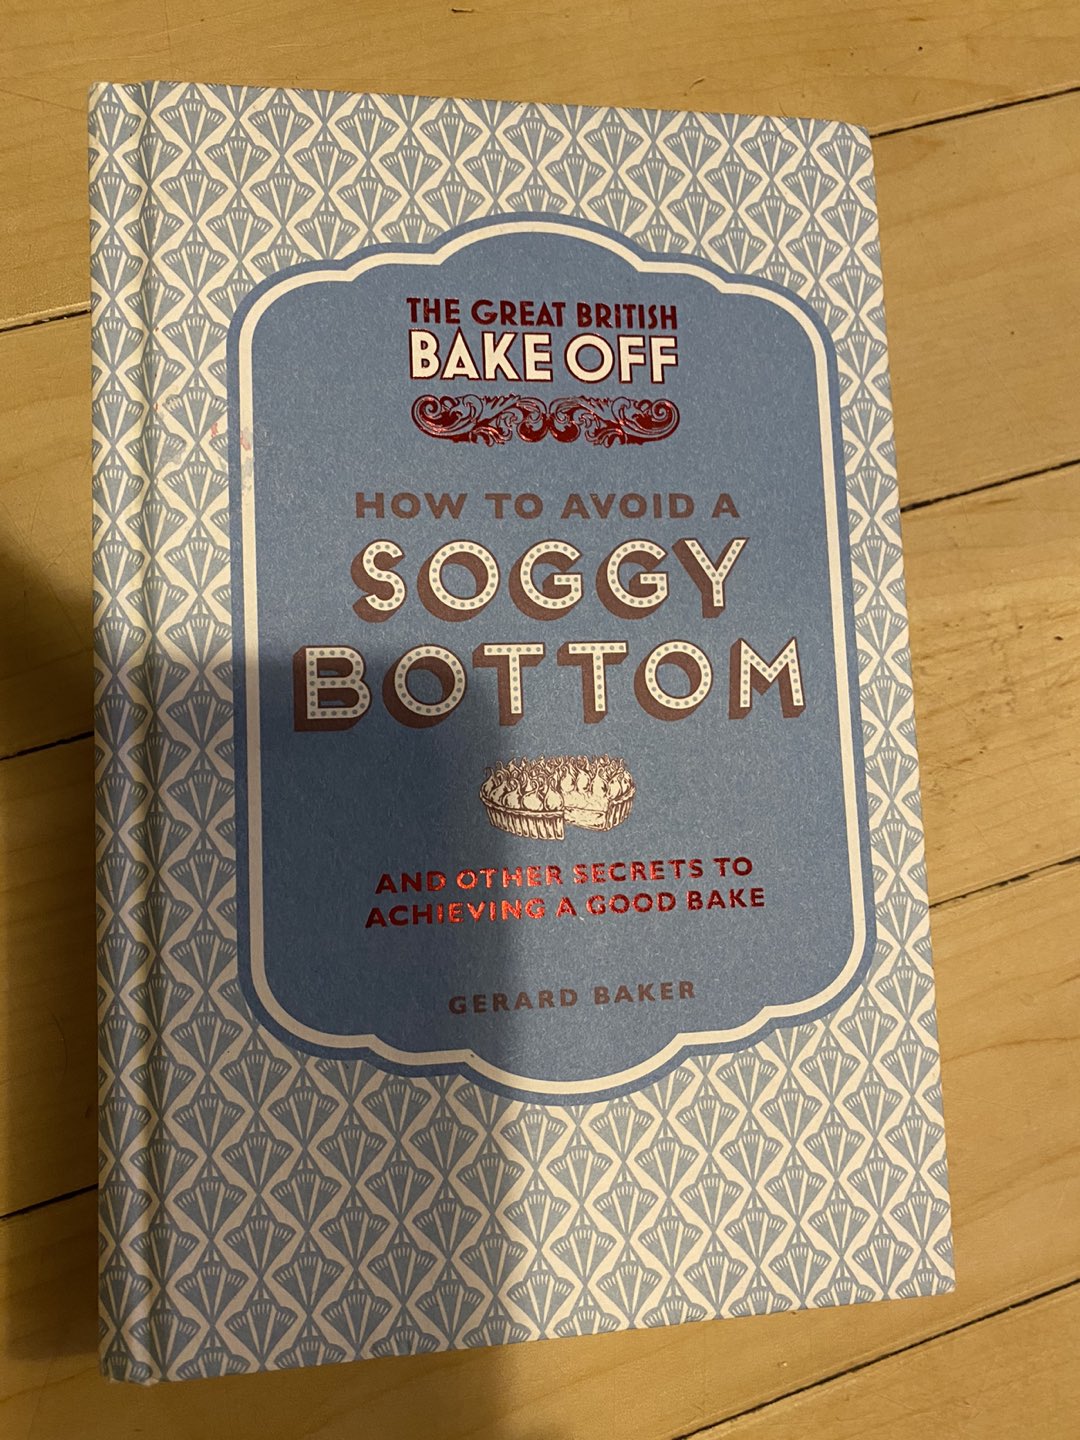 THE GREAT BRITISH
BAKE OFF
HOW TO AVOID A
SOGGY
BOTTOM
AND OTHER SECRETS TO
ACHIEVING A GOOD BAKE
GERARD BAKER